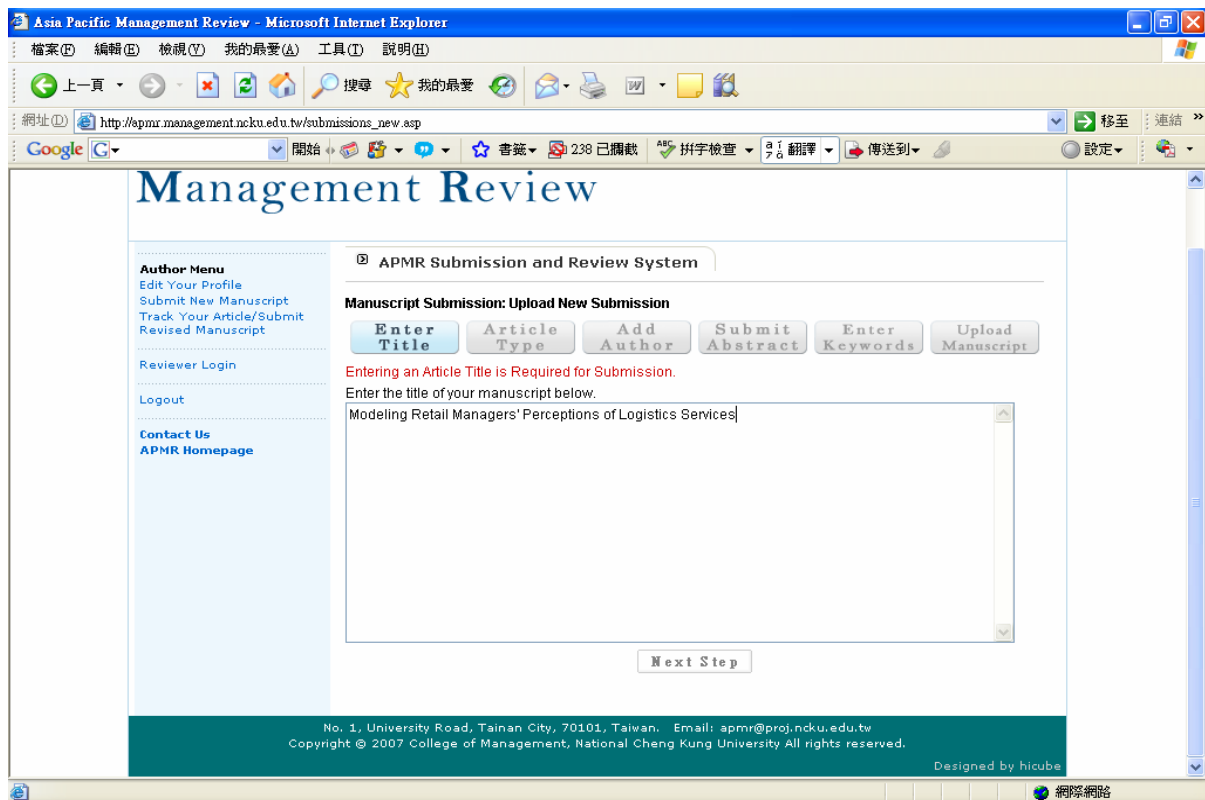 Asia Pacific Management Review - Microsoft Internet Explorer
檔案(F) 編輯(E) 檢視(V) 我的最愛(A) 工具(T) 說明(H)
上一頁 搜尋 我的最愛
網址(D) http://apmr.management.ncku.edu.tw/submissions_new.asp 移至 連結 »
Google G 開始 書籤 238 已攔截 ABC 拼字檢查 翻譯 傳送到 設定
Management Review
APMR Submission and Review System
Author Menu
Edit Your Profile
Submit New Manuscript
Track Your Article/Submit
Revised Manuscript
Reviewer Login
Logout
Contact Us
APMR Homepage
Manuscript Submission: Upload New Submission
Enter Title
Article Type
Add Author
Submit Abstract
Enter Keywords
Upload Manuscript
Entering an Article Title is Required for Submission.
Enter the title of your manuscript below.
Modeling Retail Managers' Perceptions of Logistics Services
Next Step
No. 1, University Road, Tainan City, 70101, Taiwan. Email: apmr@proj.ncku.edu.tw
Copyright © 2007 College of Management, National Cheng Kung University All rights reserved.
Designed by hicube
網際網路